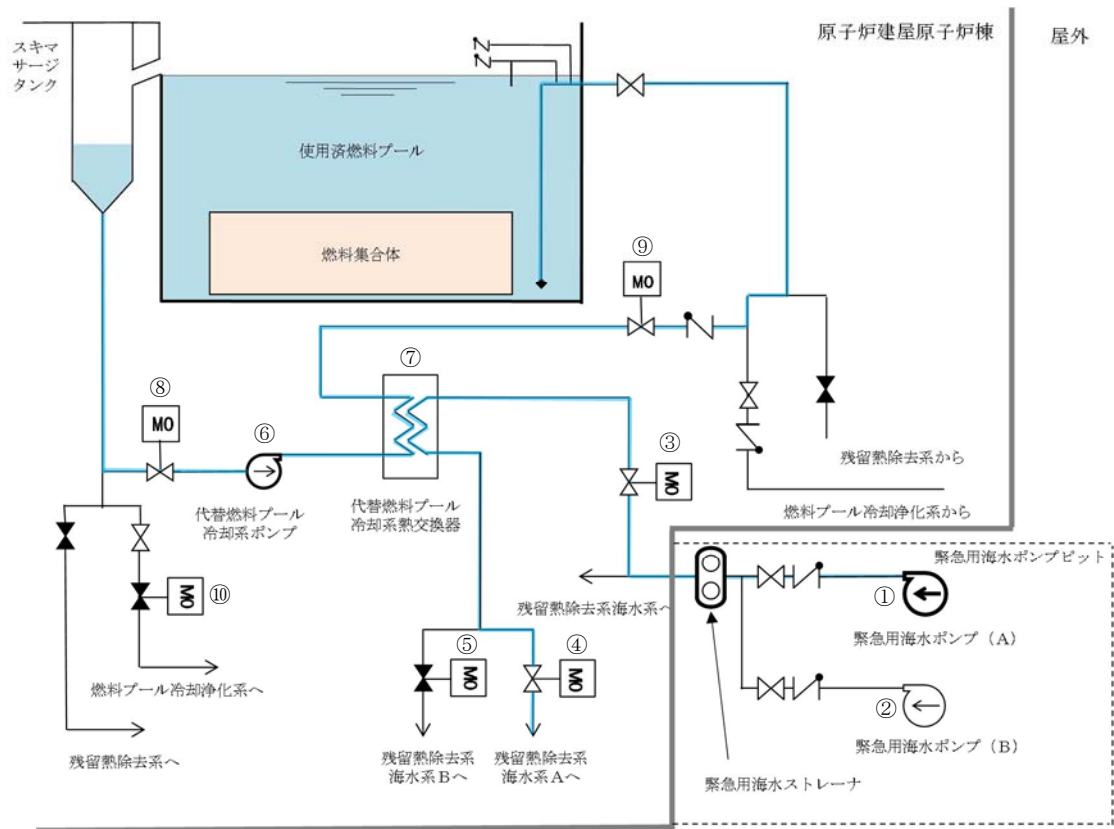 スキマ
サージ
タンク
原子炉建屋原子炉棟
屋外
使用済燃料プール
燃料集合体
⑨
MO
⑦
⑧
MO
⑥
③
MO
残留熱除去系から
代替燃料プール
冷却系ポンプ
代替燃料プール
冷却系熱交換器
燃料プール冷却浄化系から
緊急用海水ポンプピット
⑩
MO
残留熱除去系海水系へ
①
緊急用海水ポンプ（A）
⑤
MO
④
MO
燃料プール冷却浄化系へ
②
緊急用海水ポンプ（B）
残留熱除去系へ
残留熱除去系
海水系Bへ
残留熱除去系
海水系Aへ
緊急用海水ストレーナ